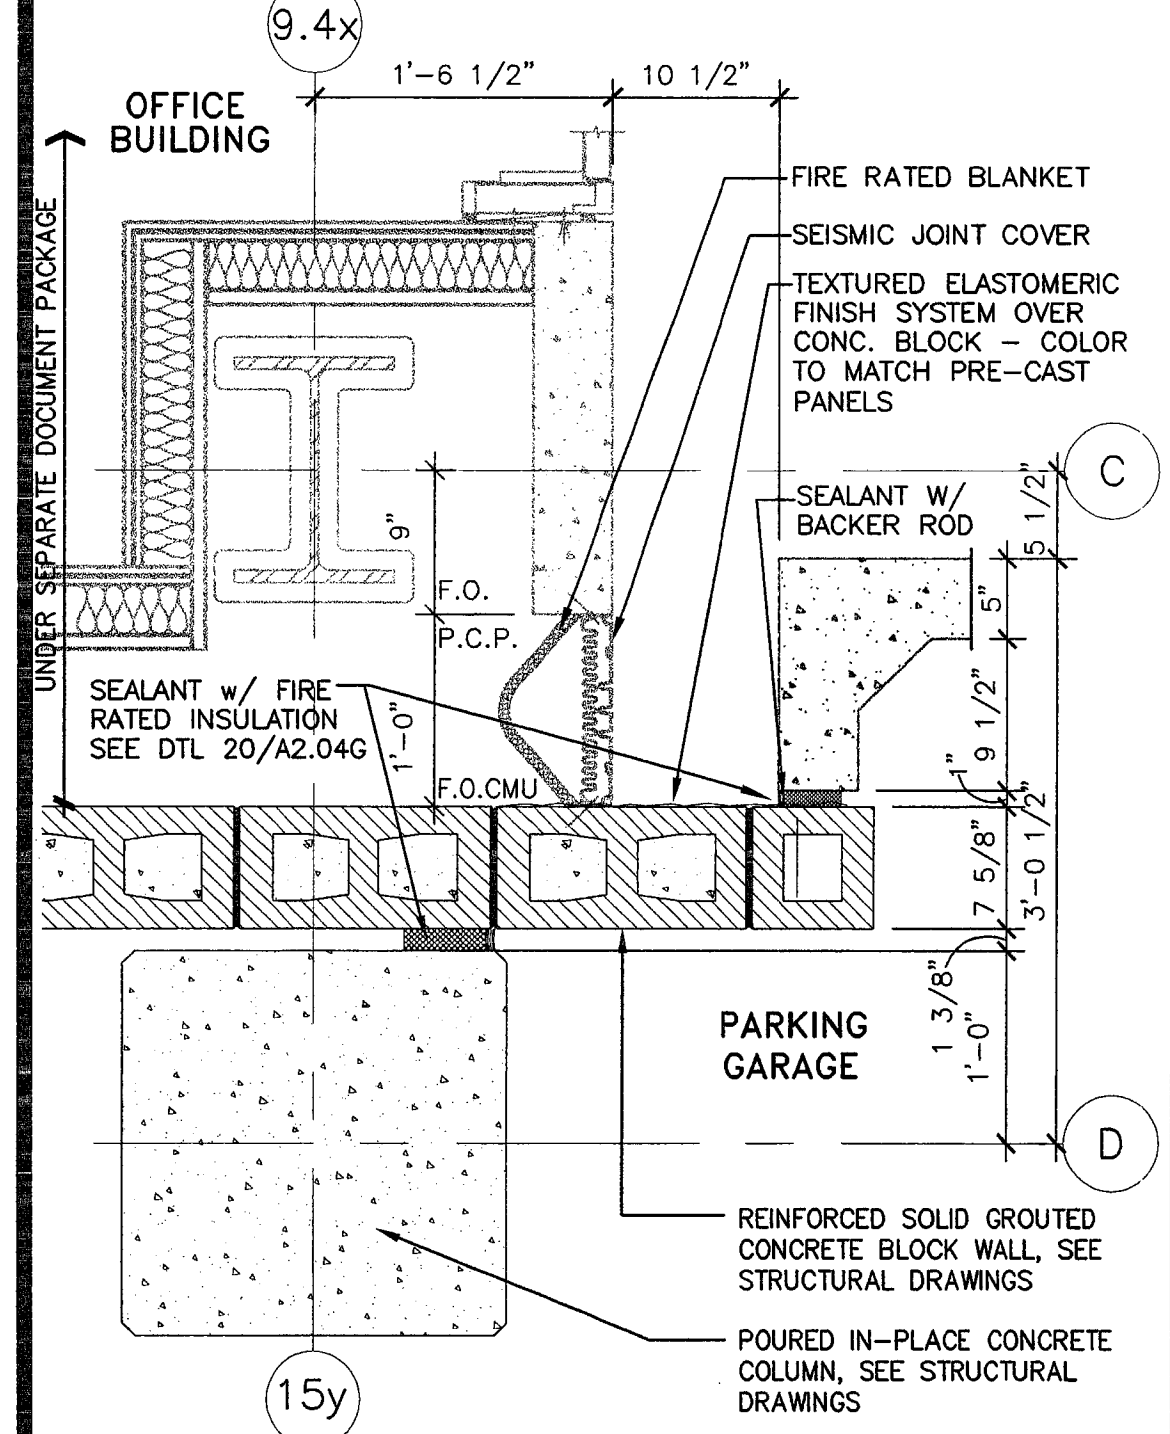 9.4x
1'-6 1/2"
10 1/2"
OFFICE
BUILDING
UNDER SEPARATE DOCUMENT PACKAGE
FIRE RATED BLANKET
SEISMIC JOINT COVER
TEXTURED ELASTOMERIC
FINISH SYSTEM OVER
CONC. BLOCK – COLOR
TO MATCH PRE-CAST
PANELS
C
SEALANT W/
BACKER ROD
5 1/2"
9"
5"
F.O.
P.C.P.
SEALANT w/ FIRE
RATED INSULATION
SEE DTL 20/A2.04G
1'-0"
9 1/2"
F.O.CMU
1"
7 5/8"
3'-0 1/2"
1 3/8"
1'-0"
PARKING
GARAGE
D
REINFORCED SOLID GROUTED
CONCRETE BLOCK WALL, SEE
STRUCTURAL DRAWINGS
POURED IN-PLACE CONCRETE
COLUMN, SEE STRUCTURAL
DRAWINGS
15y